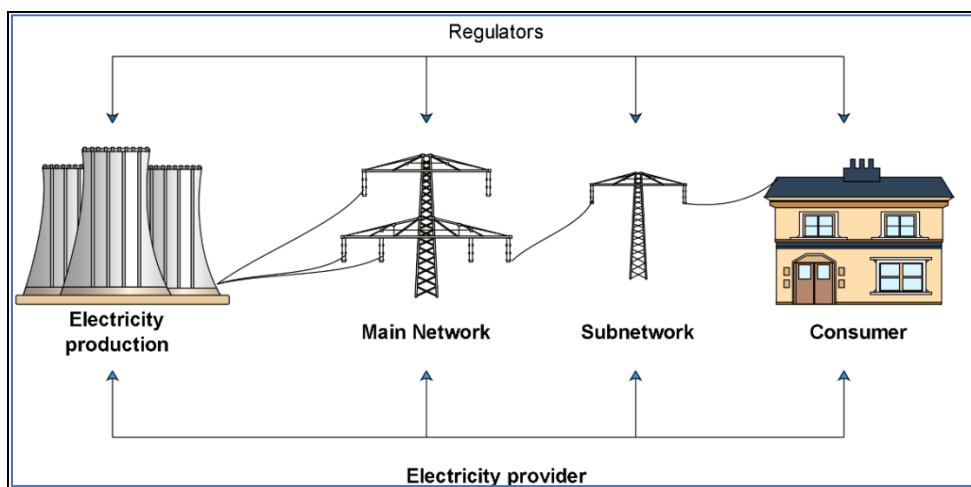 Regulators
Electricity
production
Main Network
Subnetwork
Consumer
Electricity provider